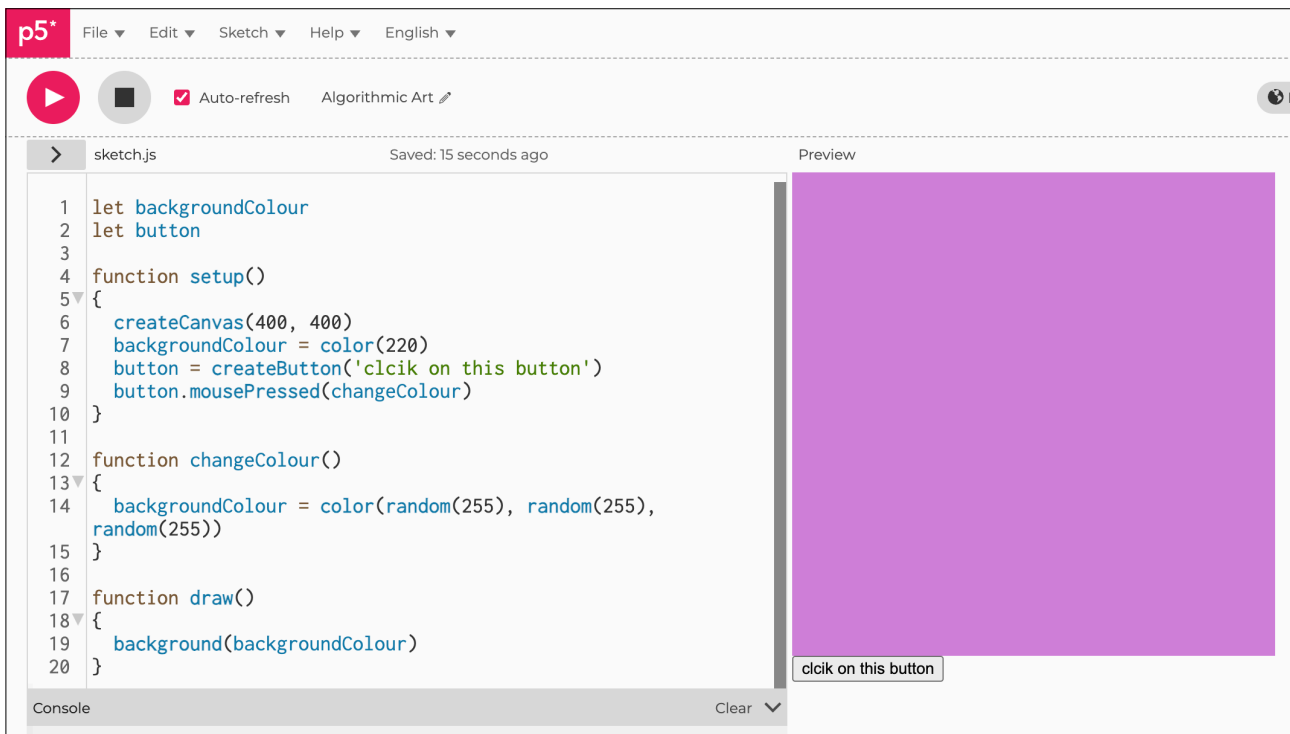 p5* File Edit Sketch Help English
Auto-refresh Algorithmic Art
sketch.js Saved: 15 seconds ago Preview
1 let backgroundColour
2 let button
3
4 function setup()
5 {
6 createCanvas(400, 400)
7 backgroundColour = color(220)
8 button = createButton('clcik on this button')
9 button.mousePressed(changeColour)
10 }
11
12 function changeColour()
13 {
14 backgroundColour = color(random(255), random(255),
random(255))
15 }
16
17 function draw()
18 {
19 background(backgroundColour)
20 }
clcik on this button
Console Clear